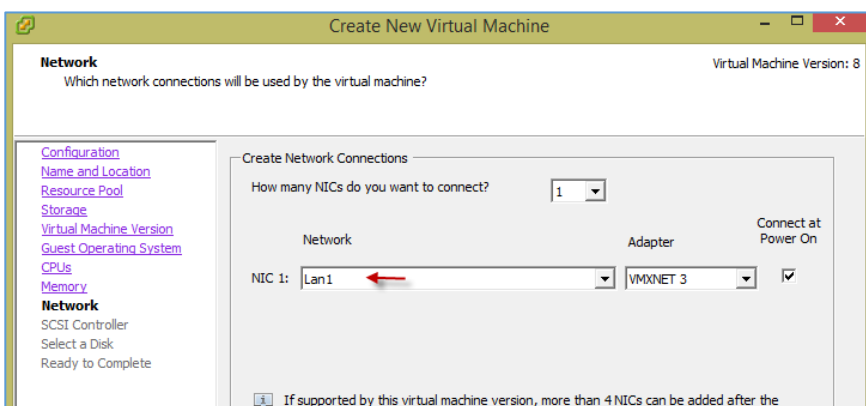 Create New Virtual Machine
Network
Which network connections will be used by the virtual machine?
Virtual Machine Version: 8
Configuration
Name and Location
Resource Pool
Storage
Virtual Machine Version
Guest Operating System
CPUs
Memory
Network
SCSI Controller
Select a Disk
Ready to Complete
Create Network Connections
How many NICs do you want to connect? 1
Network Adapter Connect at Power On
NIC 1: Lan1 VMXNET 3
If supported by this virtual machine version, more than 4 NICs can be added after the